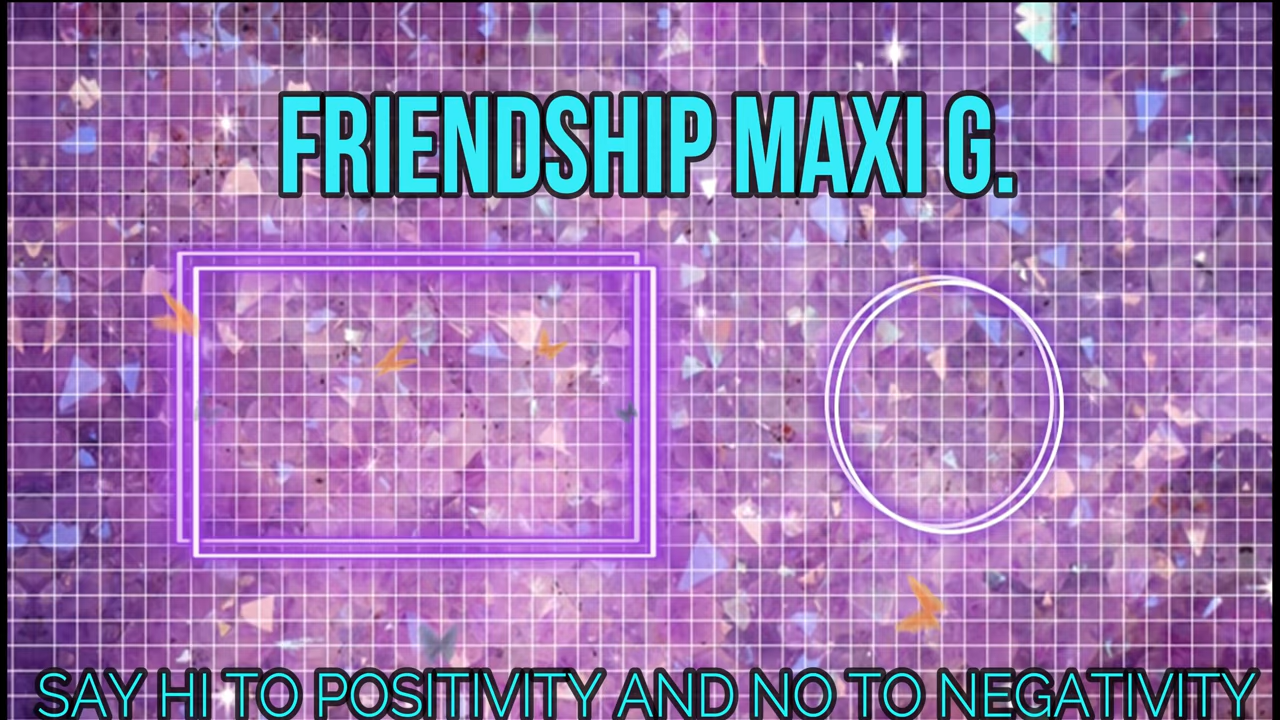 FRIENDSHIP MAXI G.
SAY HI TO POSITIVITY AND NO TO NEGATIVITY